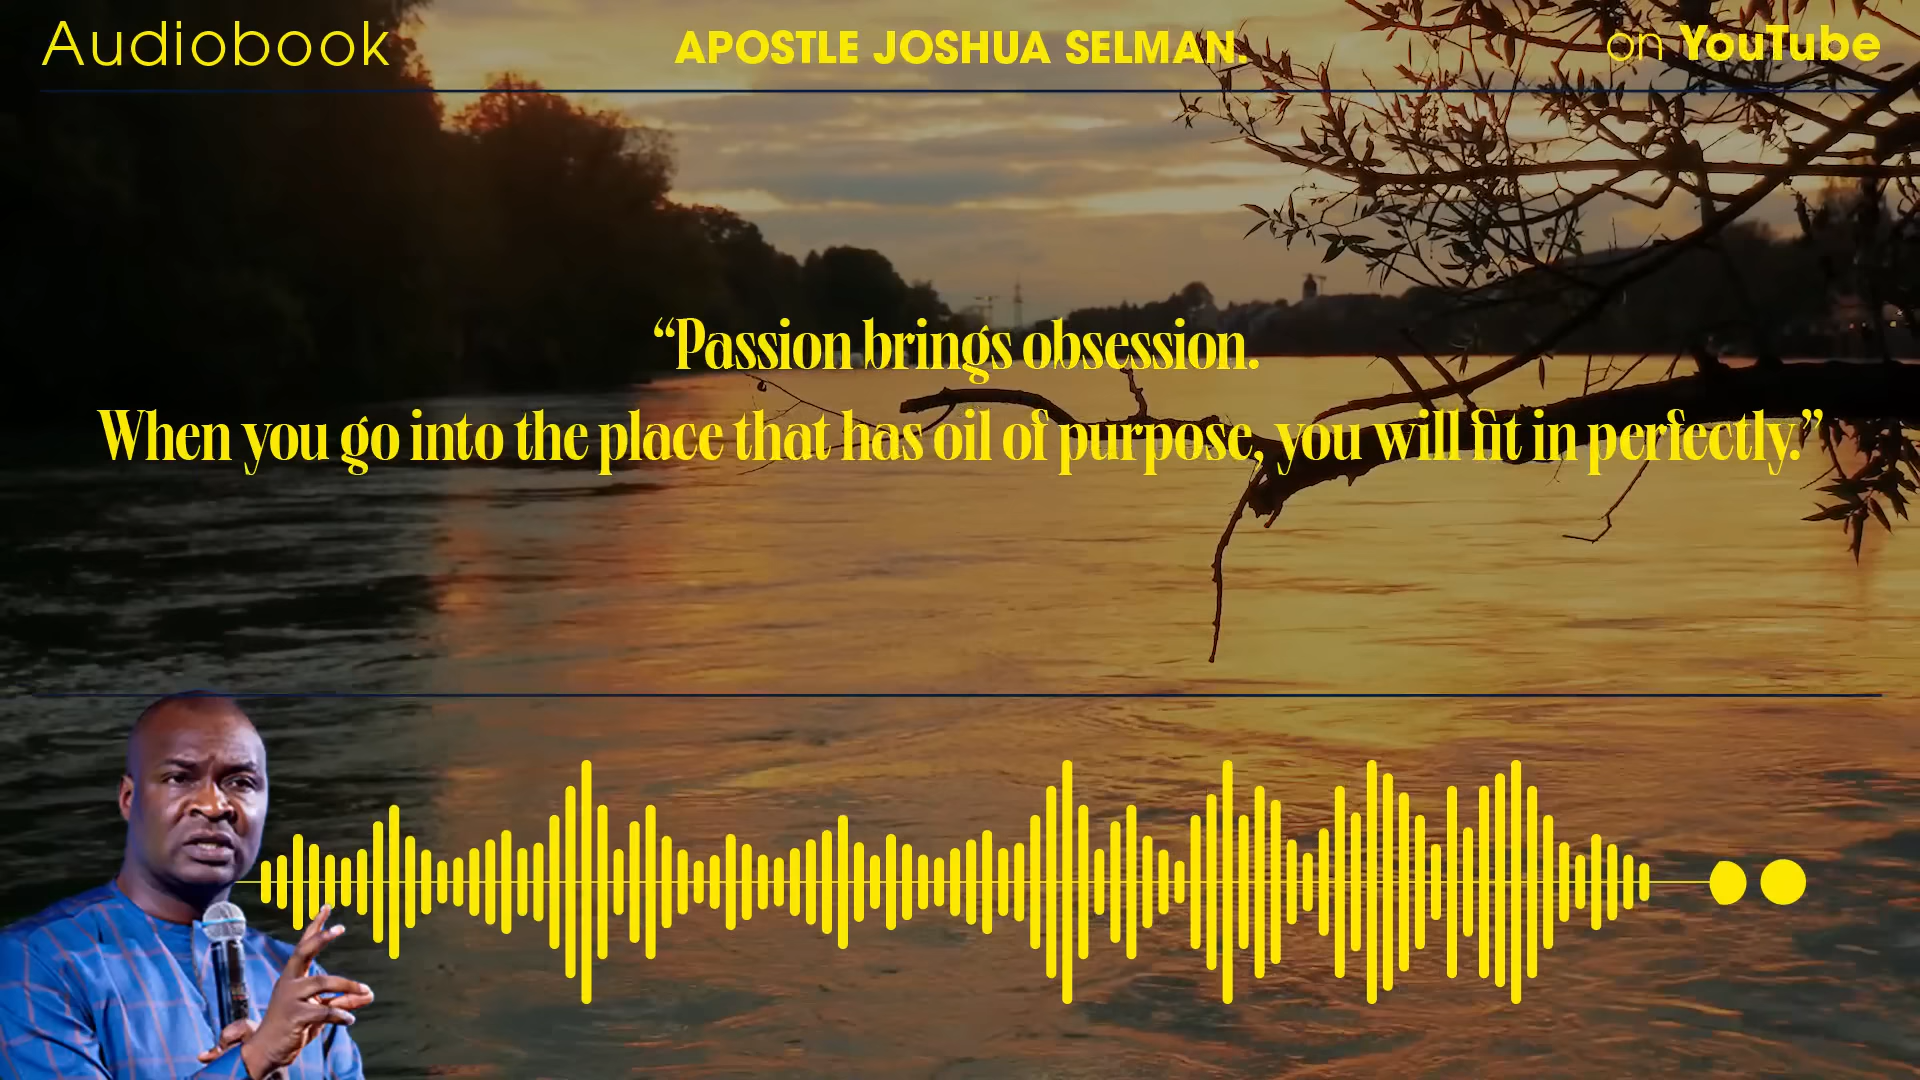 Audiobook
APOSTLE JOSHUA SELMAN.
on YouTube
“Passion brings obsession.
When you go into the place that has oil of purpose, you will fit in perfectly.”